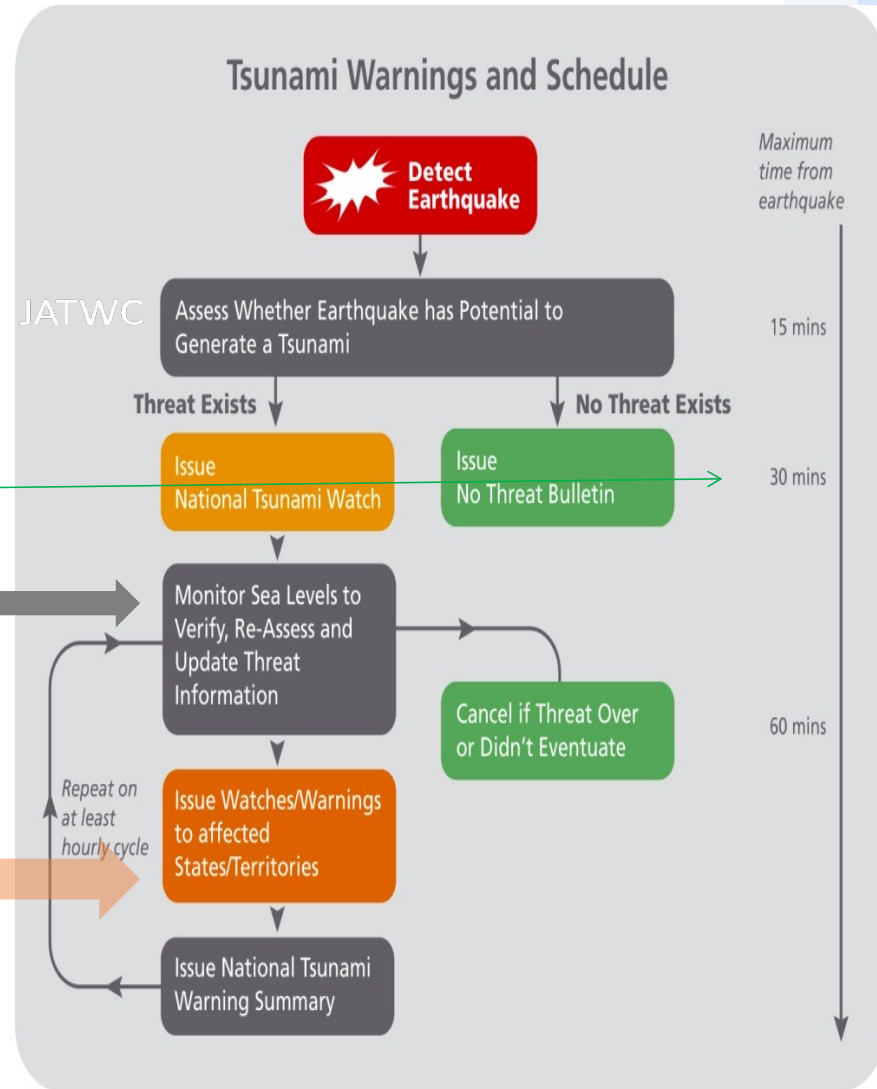 Tsunami Warnings and Schedule
Maximum
time from
earthquake
Detect
Earthquake
JATWC
Assess Whether Earthquake has Potential to
Generate a Tsunami
15 mins
Threat Exists
No Threat Exists
Issue
National Tsunami Watch
Issue
No Threat Bulletin
30 mins
Monitor Sea Levels to
Verify, Re-Assess and
Update Threat
Information
Cancel if Threat Over
or Didn't Eventuate
60 mins
Repeat on
at least
hourly cycle
Issue Watches/Warnings
to affected
States/Territories
Issue National Tsunami
Warning Summary